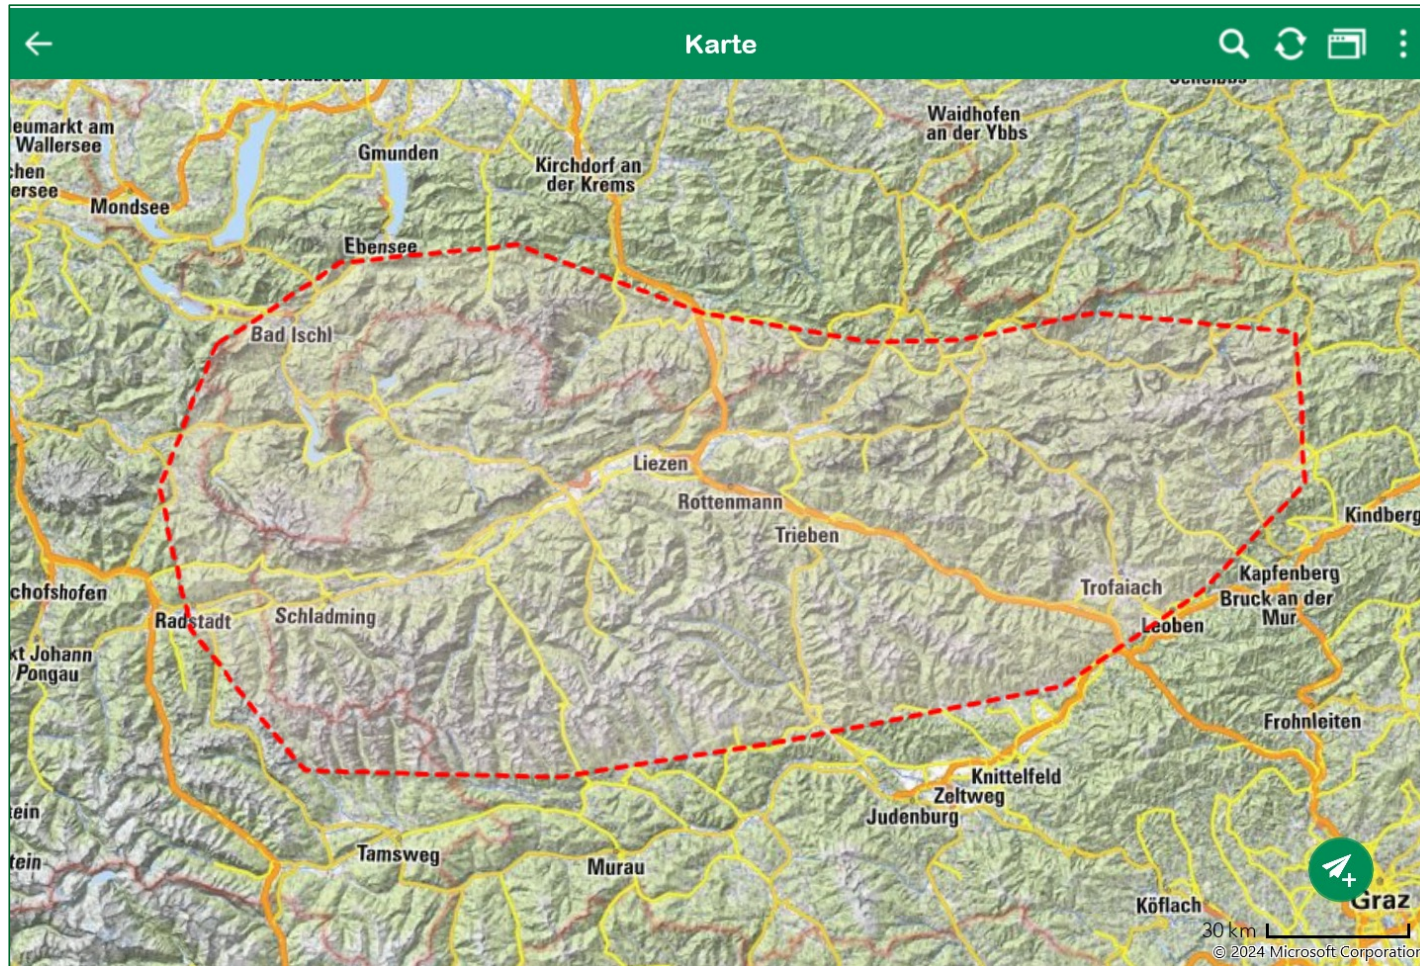 Karte
Waidhofen
an der Ybbs
Wallersee
Gmunden
Kirchdorf an
der Krems
Mondsee
Ebensee
Bad Ischl
Liezen
Rottenmann
Trieben
Kindberg
Kapfenberg
Trofaiach
Bruck an der
Mur
Leoben
Radstadt
Schladming
Pongau
Frohnleiten
Knittelfeld
Zeltweg
Judenburg
Tamsweg
Murau
Köflach
Graz
30 km
© 2024 Microsoft Corporation